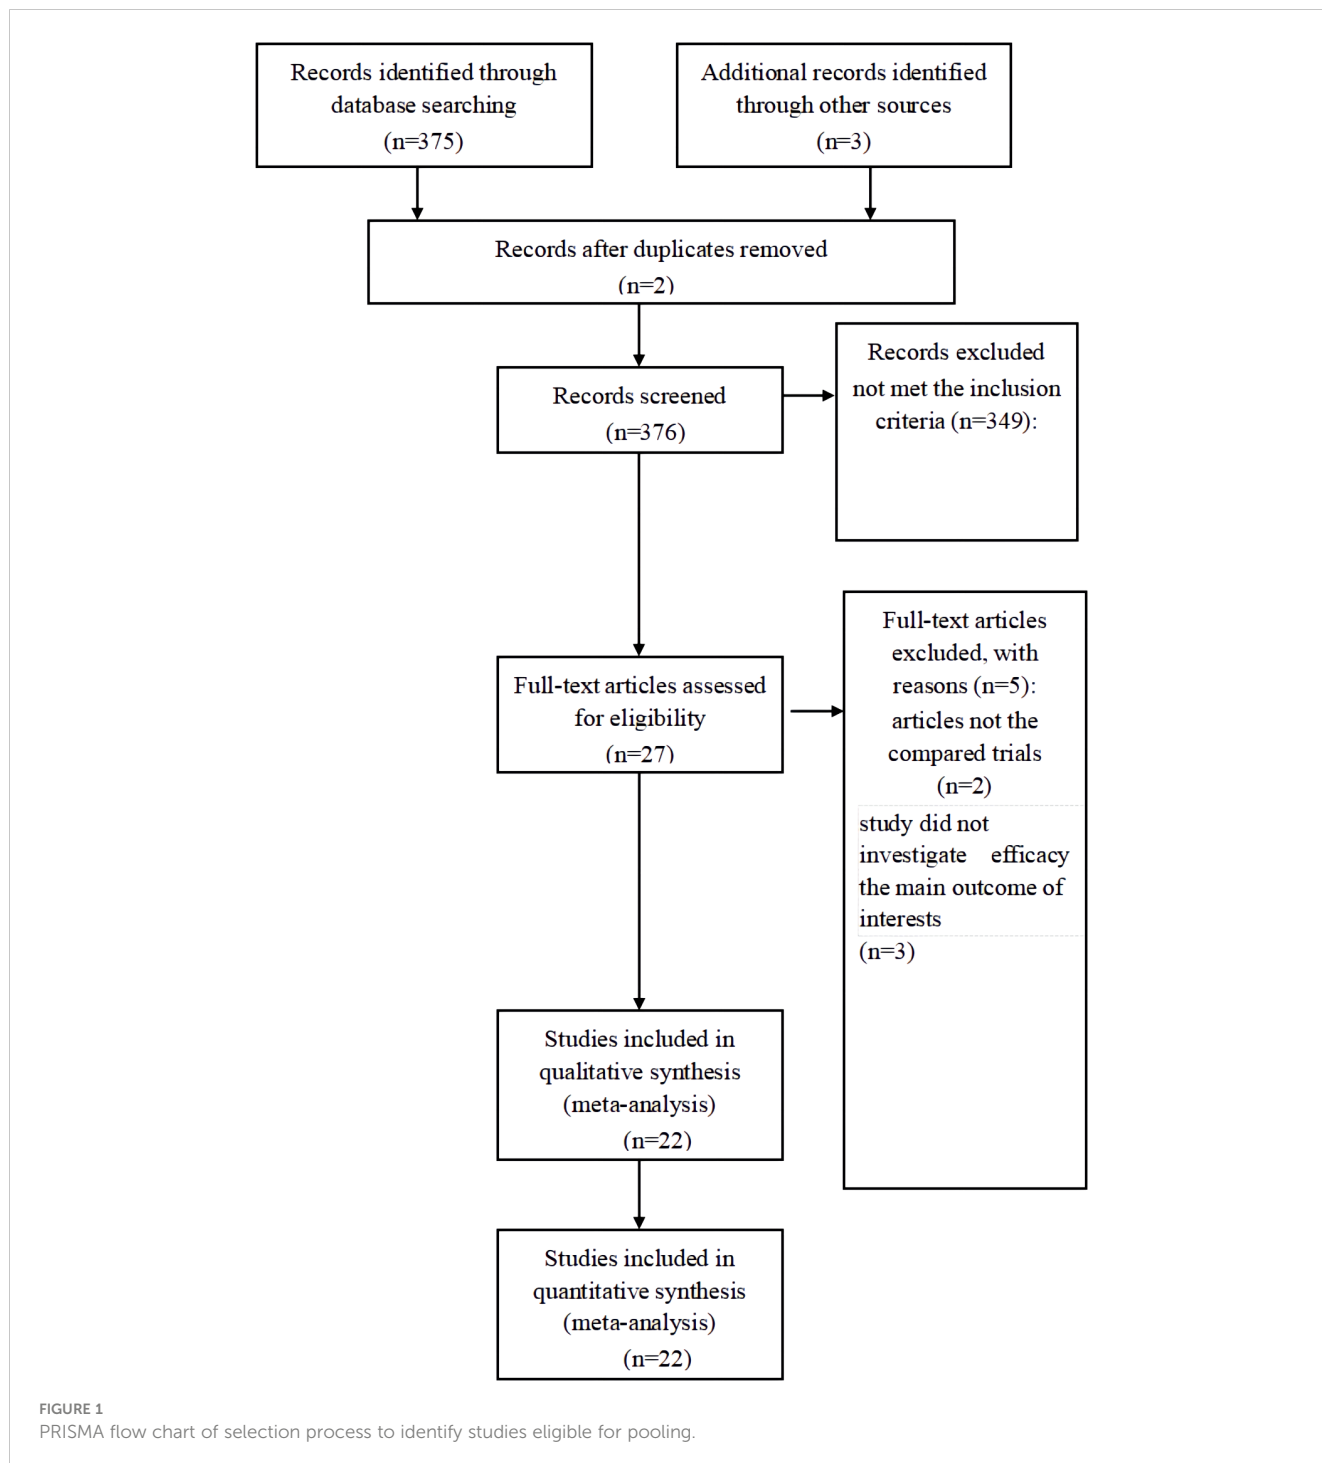 Records identified through
database searching
(n=375)
Additional records identified
through other sources
(n=3)
Records after duplicates removed
(n=2)
Records screened
(n=376)
Records excluded
not met the inclusion
criteria (n=349):
Full-text articles assessed
for eligibility
(n=27)
Full-text articles
excluded, with
reasons (n=5):
articles not the
compared trials
(n=2)
study did not
investigate efficacy
the main outcome of
interests
(n=3)
Studies included in
qualitative synthesis
(meta-analysis)
(n=22)
Studies included in
quantitative synthesis
(meta-analysis)
(n=22)
FIGURE 1
PRISMA flow chart of selection process to identify studies eligible for pooling.